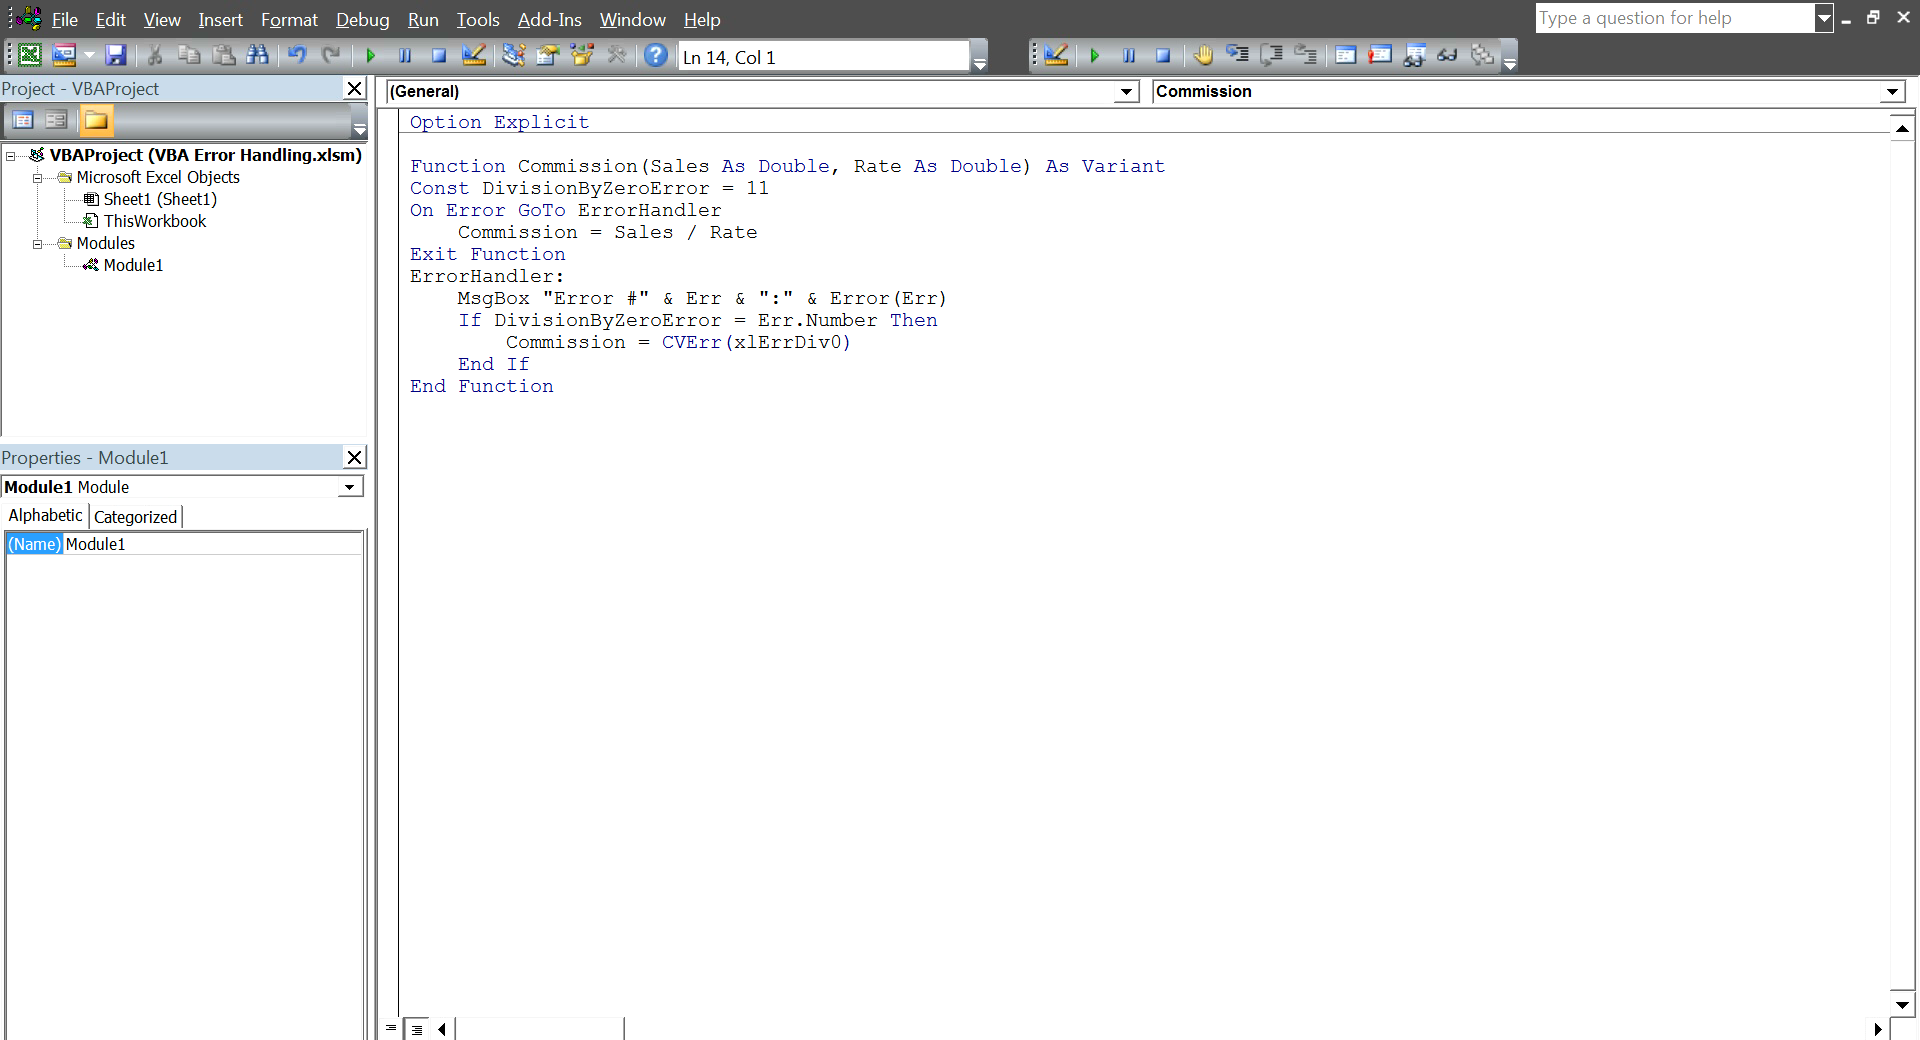 File Edit View Insert Format Debug Run Tools Add-Ins Window Help
Type a question for help
Ln 14, Col 1
Project - VBAProject
VBAProject (VBA Error Handling.xlsm)
Microsoft Excel Objects
Sheet1 (Sheet1)
ThisWorkbook
Modules
Module1
Properties - Module1
Module1 Module
Alphabetic Categorized
(Name) Module1
(General)
Commission
Option Explicit
Function Commission(Sales As Double, Rate As Double) As Variant
Const DivisionByZeroError = 11
On Error GoTo ErrorHandler
Commission = Sales / Rate
Exit Function
ErrorHandler:
MsgBox "Error #" & Err & ":" & Error(Err)
If DivisionByZeroError = Err.Number Then
Commission = CVErr(xlErrDiv0)
End If
End Function